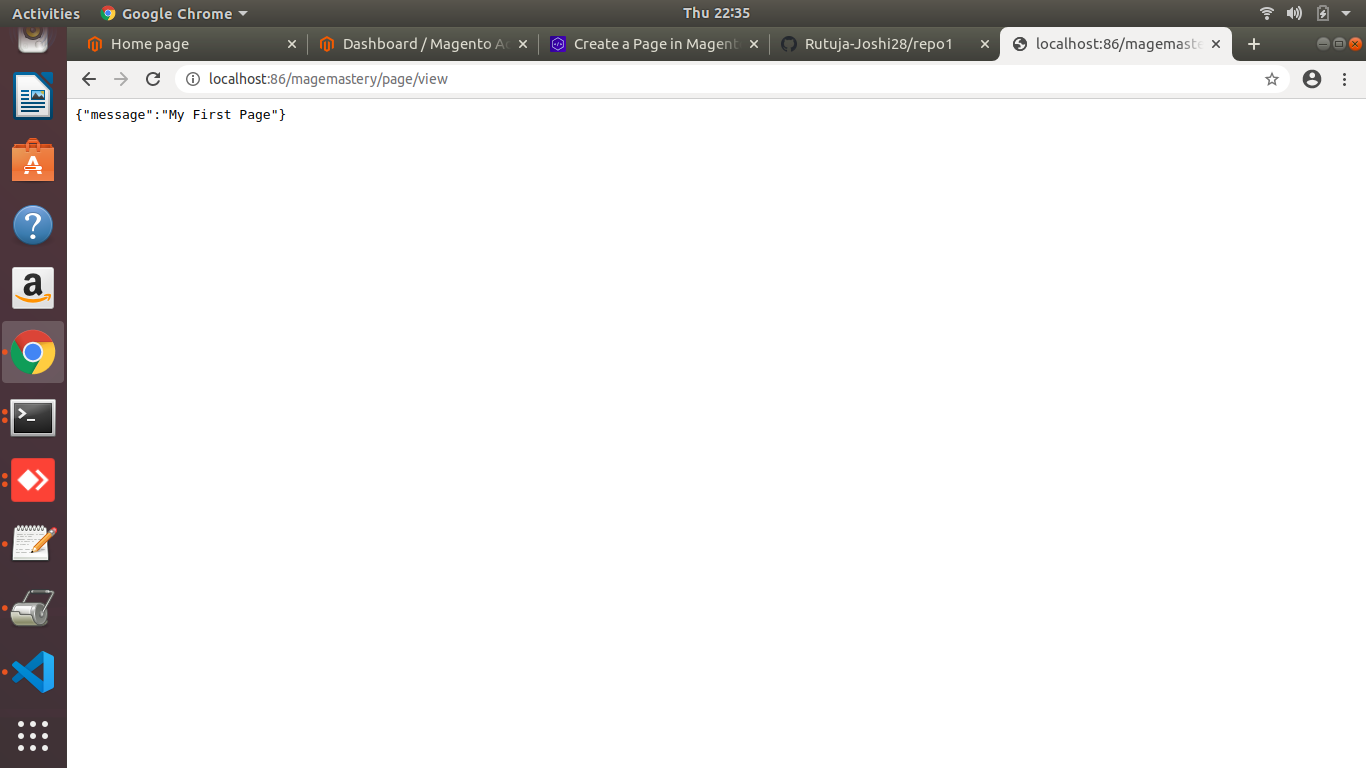 Activities Google Chrome Thu 22:35
Home page Dashboard / Magento Ad Create a Page in Magent Rutuja-Joshi28/repo1 localhost:86/magemaste
localhost:86/magemastery/page/view
{"message":"My First Page"}